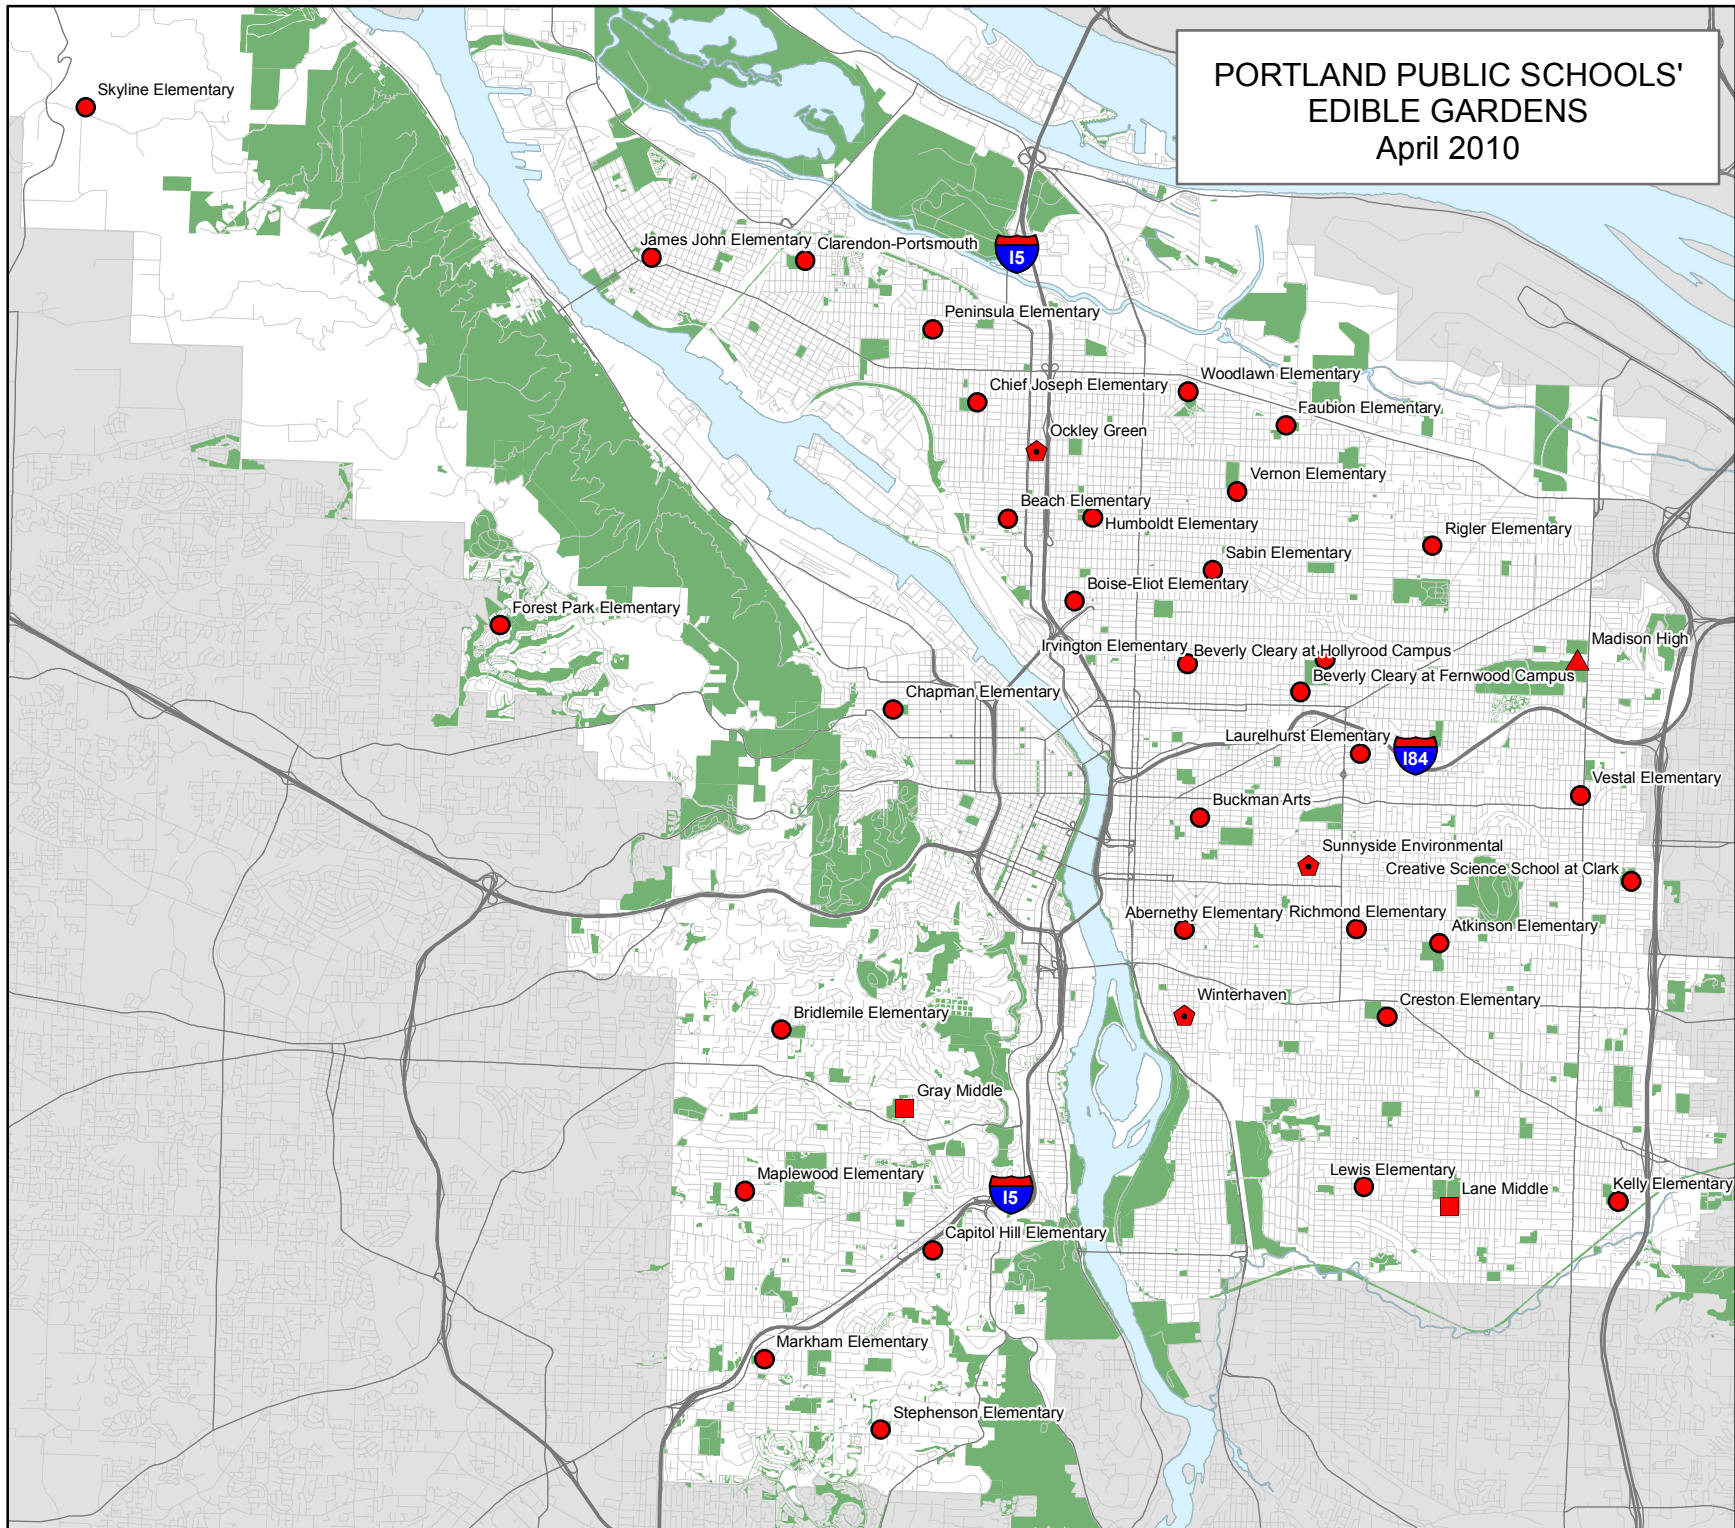 PORTLAND PUBLIC SCHOOLS'
EDIBLE GARDENS
April 2010
Skyline Elementary
James John Elementary
Clarendon-Portsmouth
I5
Peninsula Elementary
Chief Joseph Elementary
Woodlawn Elementary
Faubion Elementary
Ockley Green
Vernon Elementary
Beach Elementary
Humboldt Elementary
Rigler Elementary
Sabin Elementary
Boise-Eliot Elementary
Forest Park Elementary
Irvington Elementary
Beverly Cleary at Hollyrood Campus
Madison High
Beverly Cleary at Fernwood Campus
Chapman Elementary
Laurelhurst Elementary
I84
Vestal Elementary
Buckman Arts
Sunnyside Environmental
Creative Science School at Clark
Abernethy Elementary
Richmond Elementary
Atkinson Elementary
Winterhaven
Creston Elementary
Bridlemile Elementary
Gray Middle
Maplewood Elementary
I5
Lewis Elementary
Lane Middle
Kelly Elementary
Capitol Hill Elementary
Markham Elementary
Stephenson Elementary